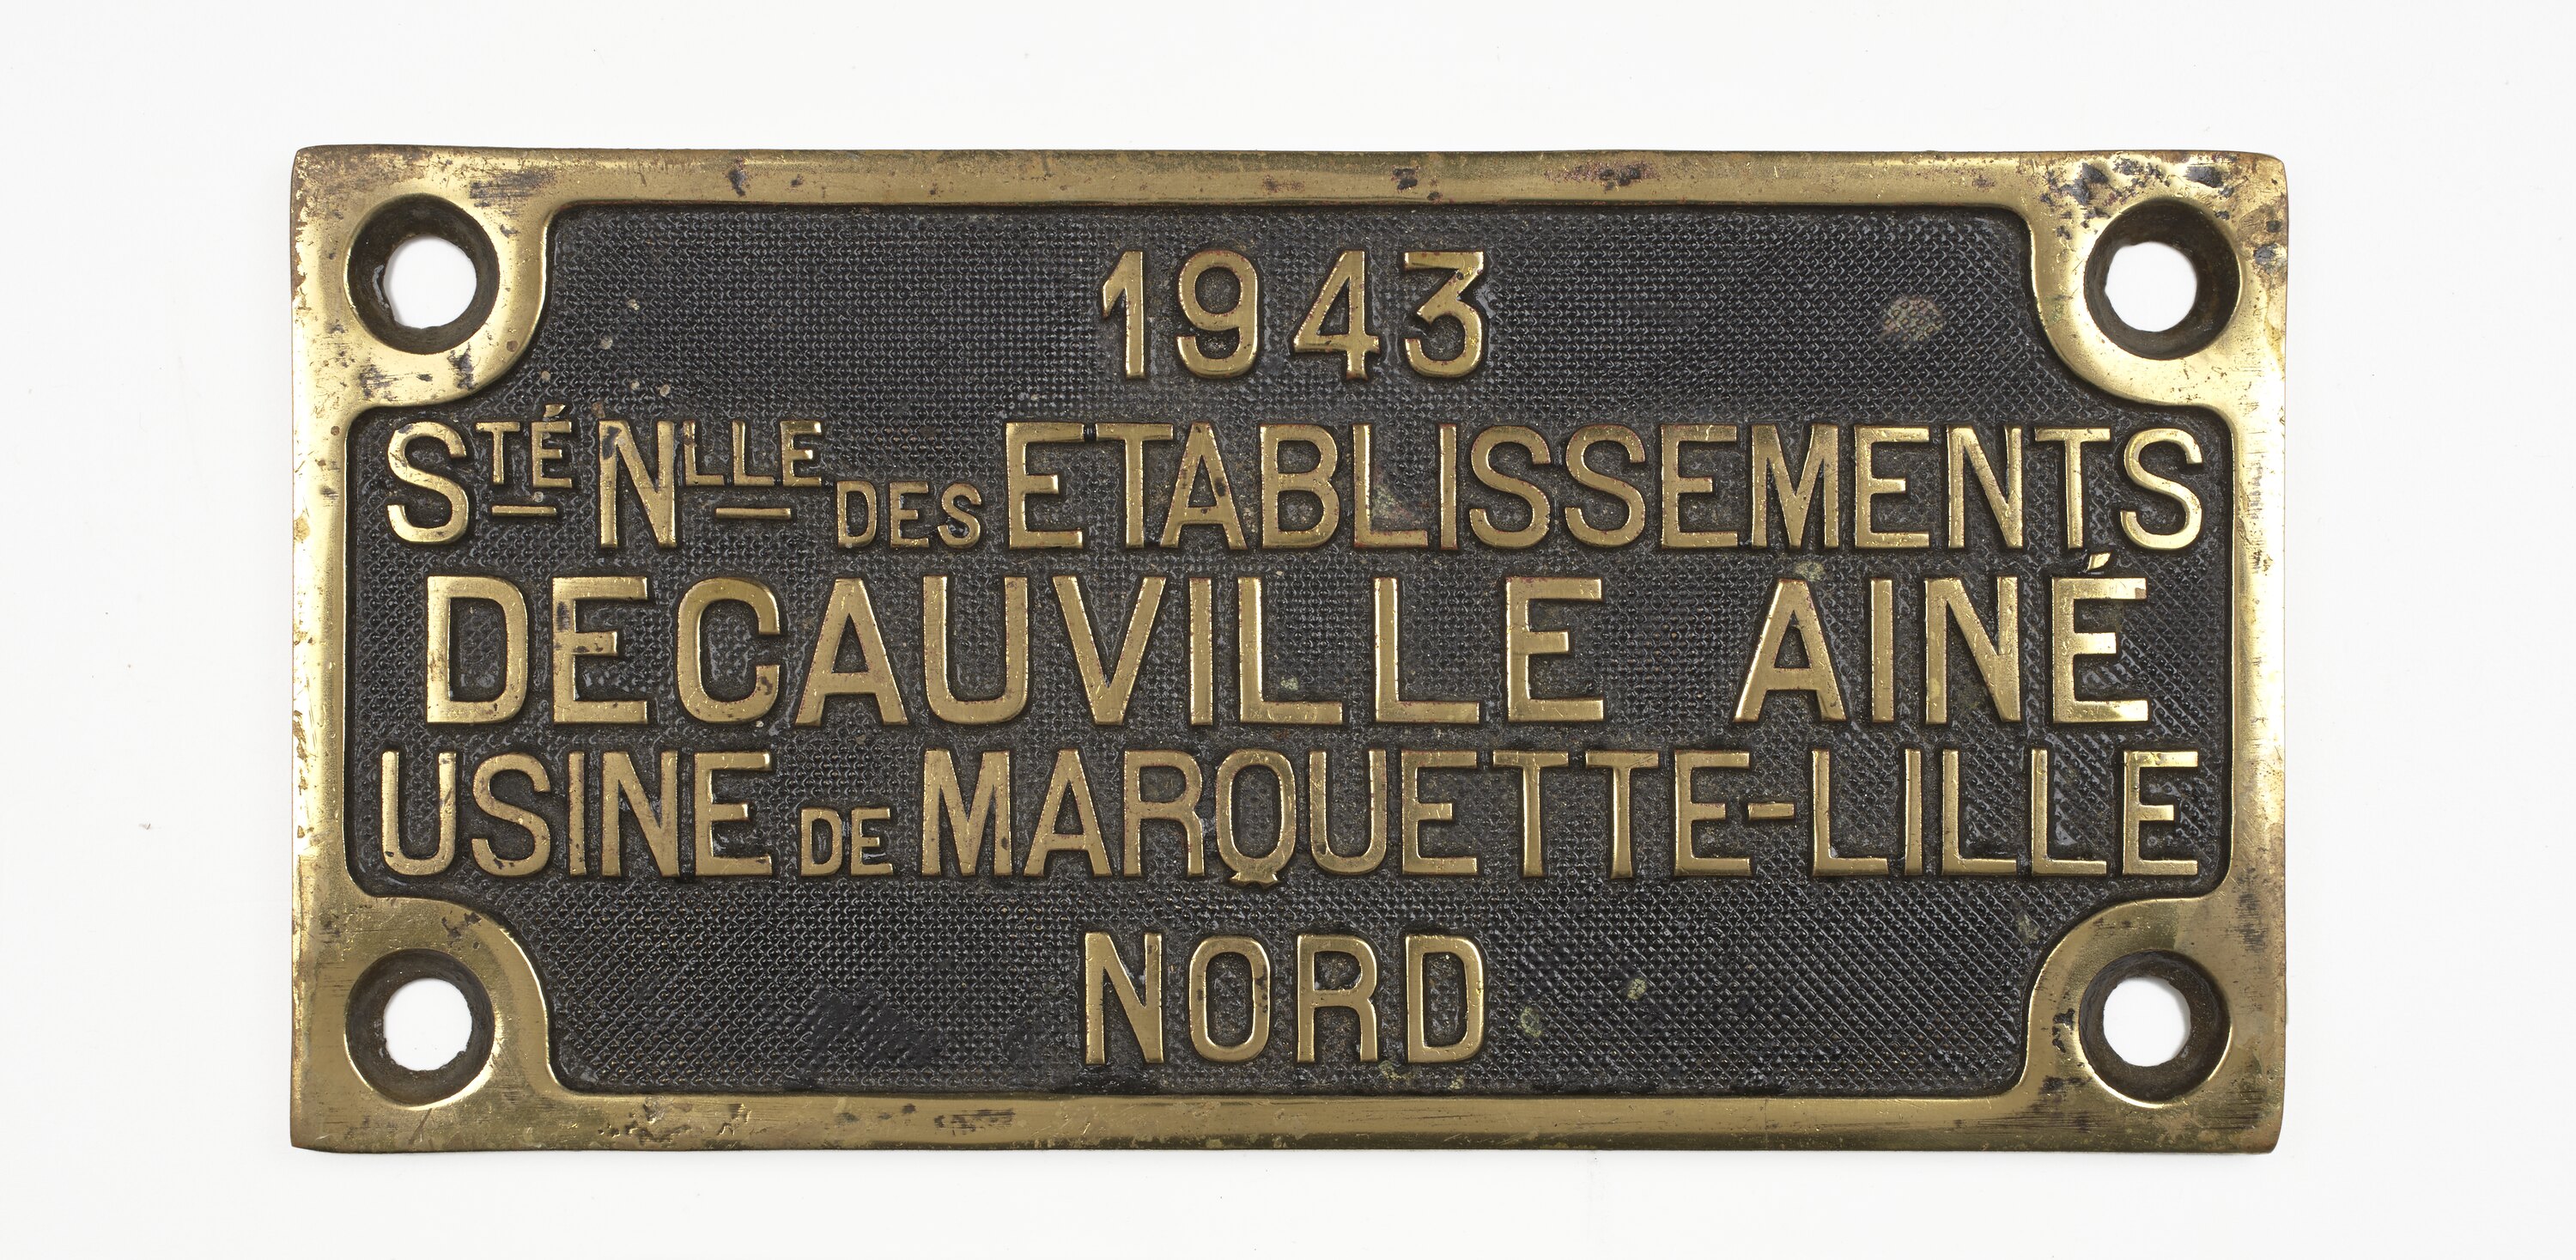 1943
STÉ NLLE DES ETABLISSEMENTS
DECAUVILLE AINÉ
USINE DE MARQUETTE-LILLE
NORD